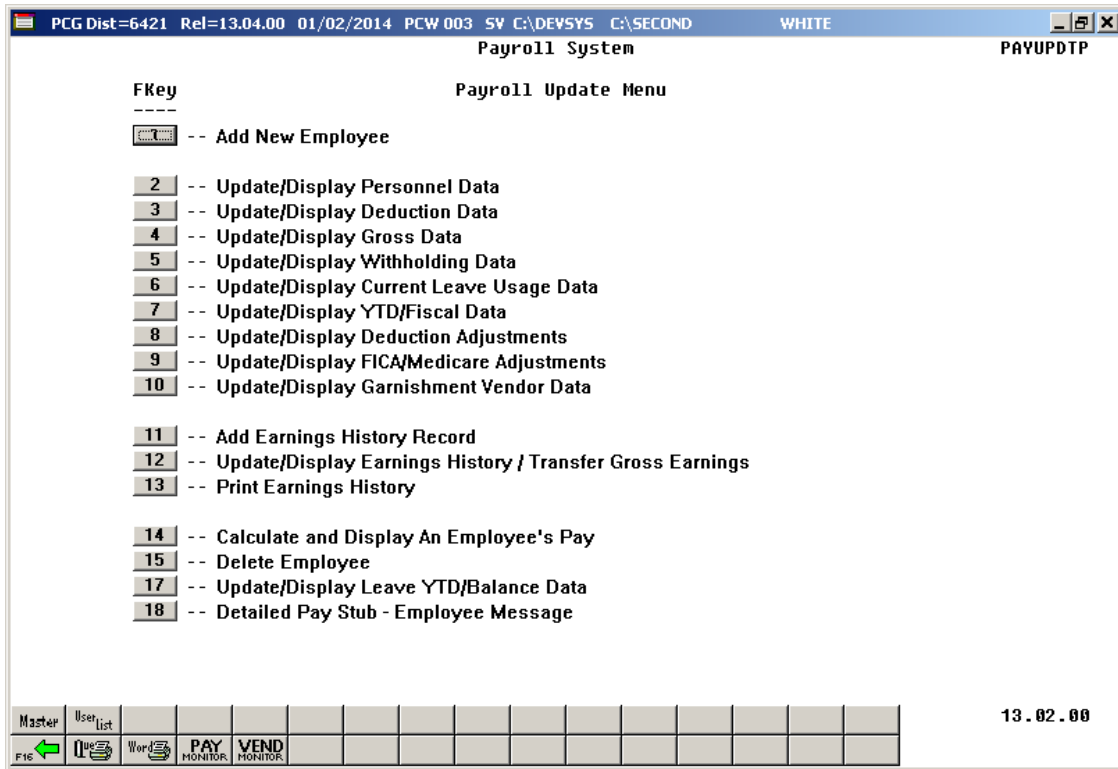 PCG Dist=6421 Rel=13.04.00 01/02/2014 PCW 003 SV C:\DEVSYS C:\SECOND WHITE
Payroll System PAYUPDTP
FKey Payroll Update Menu
----
1 -- Add New Employee
2 -- Update/Display Personnel Data
3 -- Update/Display Deduction Data
4 -- Update/Display Gross Data
5 -- Update/Display Withholding Data
6 -- Update/Display Current Leave Usage Data
7 -- Update/Display YTD/Fiscal Data
8 -- Update/Display Deduction Adjustments
9 -- Update/Display FICA/Medicare Adjustments
10 -- Update/Display Garnishment Vendor Data
11 -- Add Earnings History Record
12 -- Update/Display Earnings History / Transfer Gross Earnings
13 -- Print Earnings History
14 -- Calculate and Display An Employee's Pay
15 -- Delete Employee
17 -- Update/Display Leave YTD/Balance Data
18 -- Detailed Pay Stub - Employee Message
Master User List 13.02.00
F16 Que Word PAY MONITOR VEND MONITOR